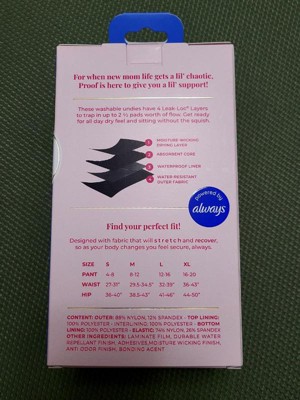 For when new mom life gets a lil' chaotic,
Proof is here to give you a lil' support!
These washable undies have 4 Leak-Loc® Layers
to trap in up to 2 ½ pads worth of flow. Get ready
for all day dry feel and sitting without the squish.
1 MOISTURE-WICKING
DRYING LAYER
2 ABSORBENT CORE
3 WATERPROOF LINER
4 WATER-RESISTANT
OUTER FABRIC
powered by
always
Find your perfect fit!
Designed with fabric that will stretch and recover,
so as your body changes you feel secure, always.
SIZE S M L XL
PANT 4-6 8-12 12-16 16-20
WAIST 27-31" 29.5-34.5" 32-39" 36-43"
HIP 36-40" 38.5-43" 41-46" 44-50"
CONTENT: OUTER: 88% NYLON, 12% SPANDEX - TOP LINING:
100% POLYESTER - INTERLINING: 100% POLYESTER - BOTTOM
LINING: 100% POLYESTER - ELASTIC: 74% NYLON, 26% SPANDEX
OTHER INGREDIENTS: LAMINATE FILM, DURABLE WATER
REPELLANT FINISH, ADHESIVES, MOISTURE WICKING FINISH,
ANTI ODOR FINISH, BONDING AGENT